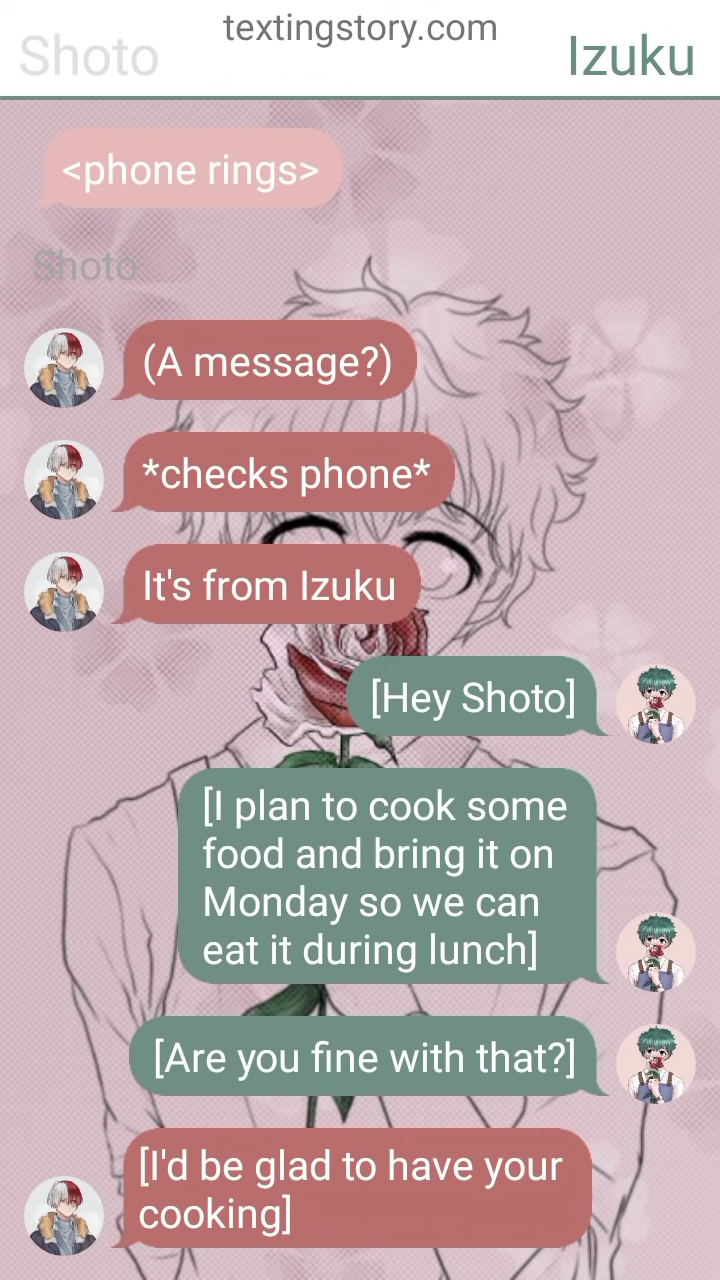 textingstory.com
Shoto
Izuku
<phone rings>
Shoto
(A message?)
*checks phone*
It's from Izuku
[Hey Shoto]
[I plan to cook some
food and bring it on
Monday so we can
eat it during lunch]
[Are you fine with that?]
[I'd be glad to have your
cooking]